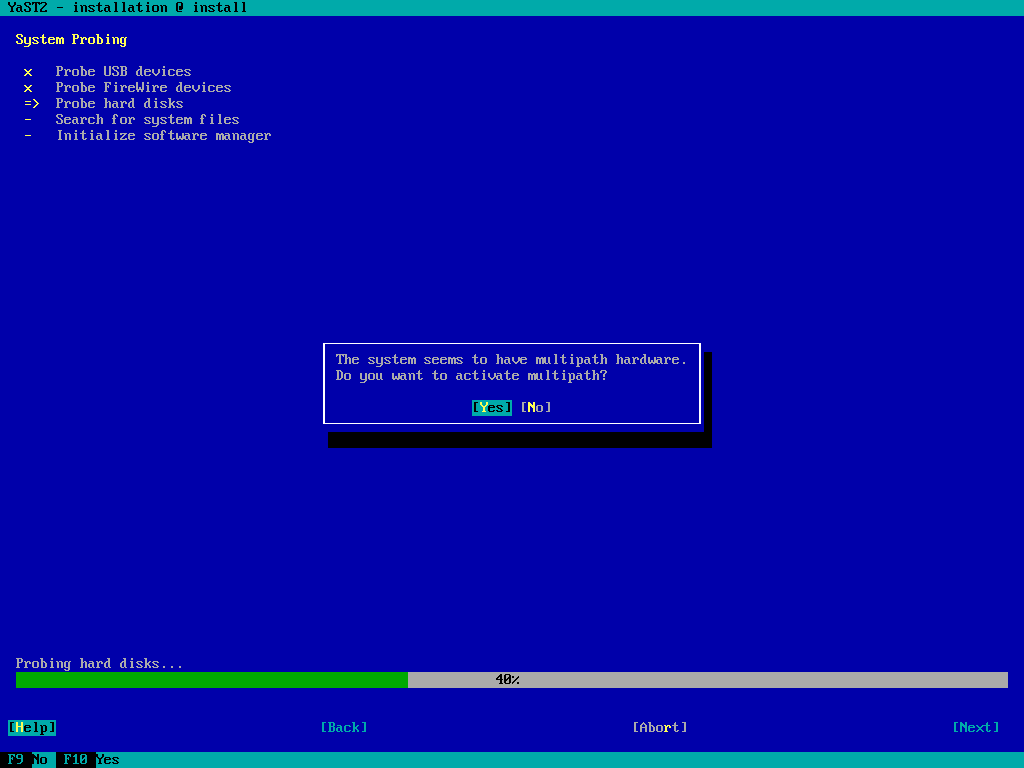 YaST2 - installation @ install
System Probing
x Probe USB devices
x Probe FireWire devices
=> Probe hard disks
- Search for system files
- Initialize software manager
The system seems to have multipath hardware.
Do you want to activate multipath?
[Yes] [No]
Probing hard disks...
40%
[Help] [Back] [Abort] [Next]
F9 No F10 Yes